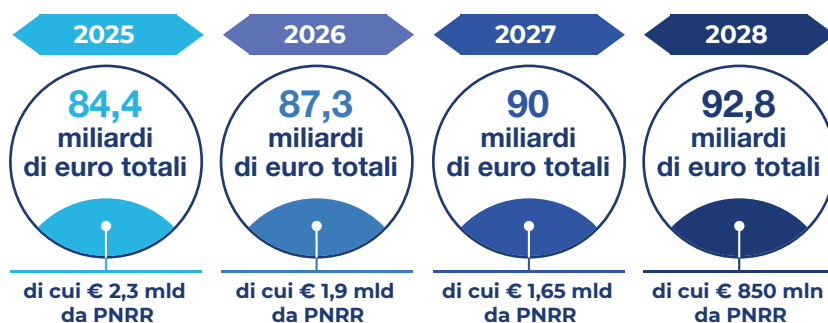 2025
84,4
miliardi
di euro totali
di cui € 2,3 mld
da PNRR
2026
87,3
miliardi
di euro totali
di cui € 1,9 mld
da PNRR
2027
90
miliardi
di euro totali
di cui € 1,65 mld
da PNRR
2028
92,8
miliardi
di euro totali
di cui € 850 mln
da PNRR